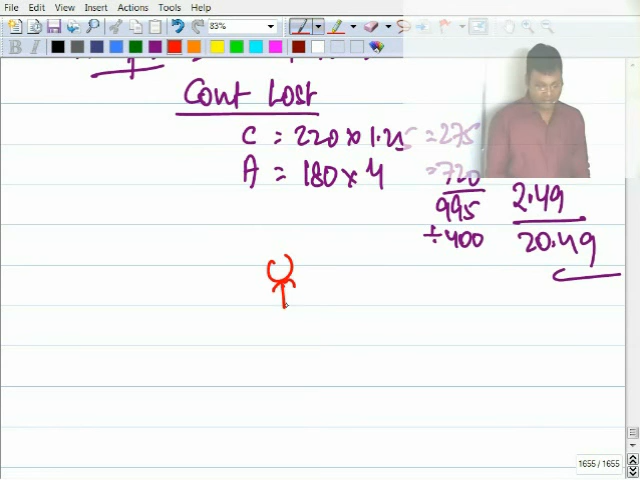 File Edit View Insert Actions Tools Help
83%
B I
Cont Lost
C = 220 × 1.25 = 275
A = 180 × 4 = 720
995 2.49
÷ 400 20.49
1655 / 1655